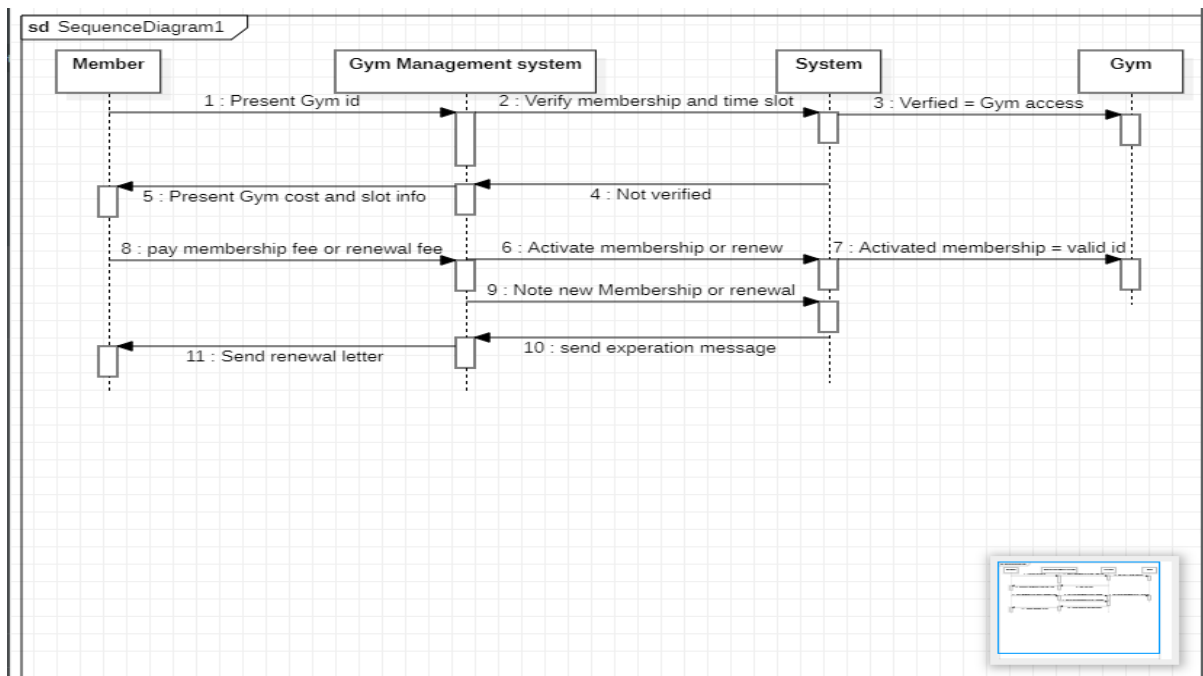 sd SequenceDiagram1
Member
Gym Management system
System
Gym
1 : Present Gym id
2 : Verify membership and time slot
3 : Verfied = Gym access
5 : Present Gym cost and slot info
4 : Not verified
8 : pay membership fee or renewal fee
6 : Activate membership or renew
7 : Activated membership = valid id
9 : Note new Membership or renewal
11 : Send renewal letter
10 : send experation message